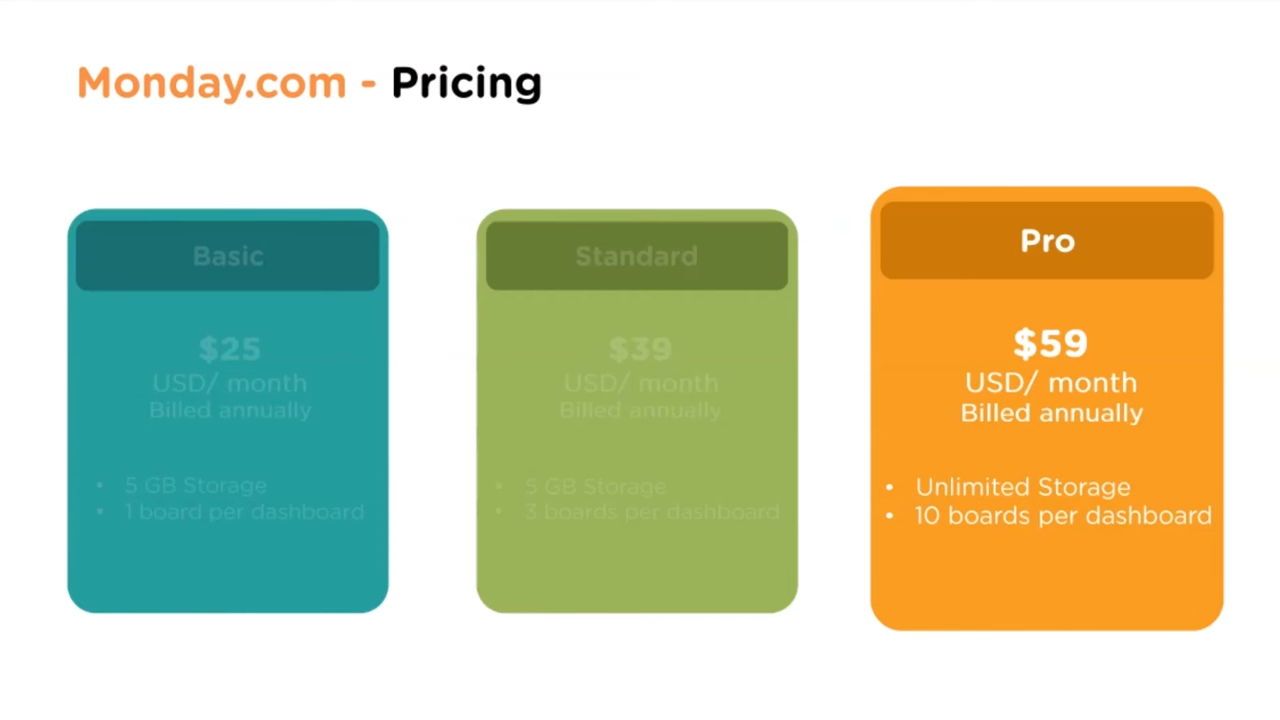 Monday.com - Pricing
Basic
$25
USD/ month
Billed annually
• 5 GB Storage
• 1 board per dashboard
Standard
$39
USD/ month
Billed annually
• 5 GB Storage
• 3 boards per dashboard
Pro
$59
USD/ month
Billed annually
• Unlimited Storage
• 10 boards per dashboard